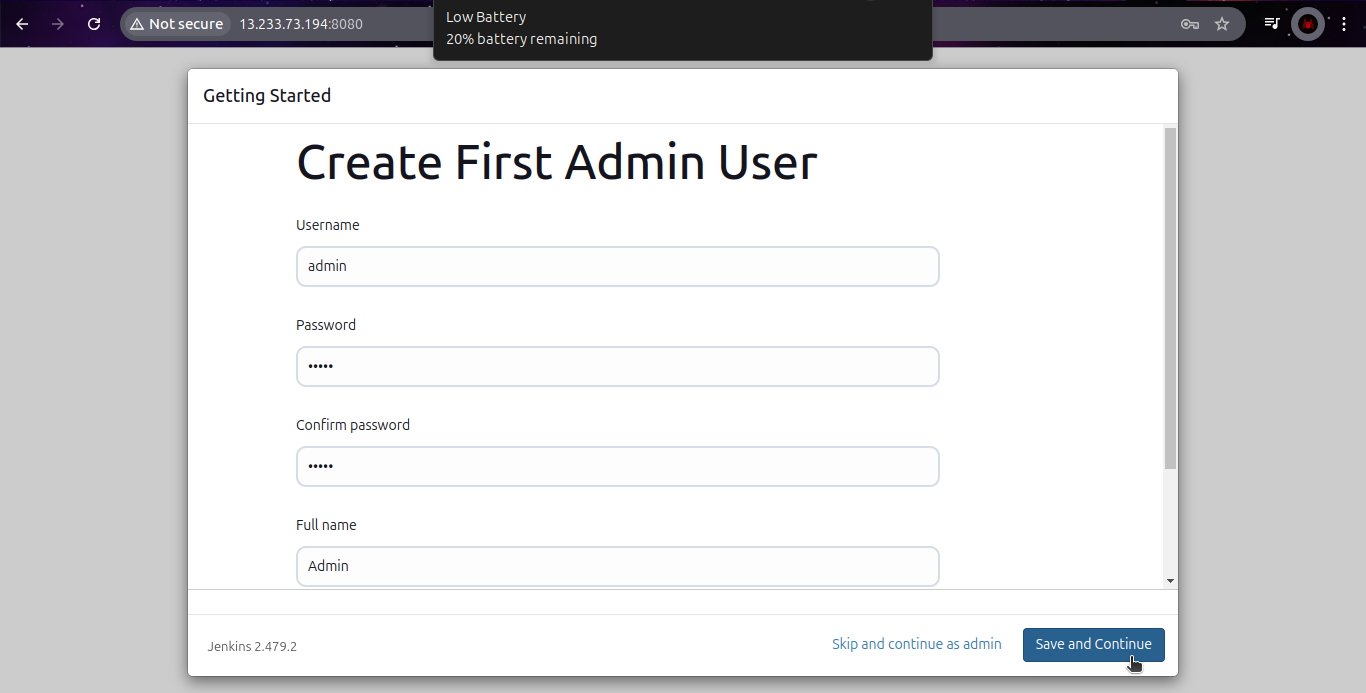 Not secure
13.233.73.194:8080
Low Battery
20% battery remaining
Getting Started
Create First Admin User
Username
admin
Password
•••••
Confirm password
•••••
Full name
Admin
Jenkins 2.479.2
Skip and continue as admin
Save and Continue